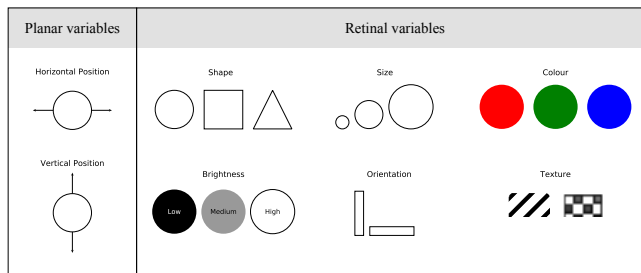 Planar variables
Retinal variables
Horizontal Position
Shape
Size
Colour
Vertical Position
Brightness
Orientation
Texture
Low
Medium
High